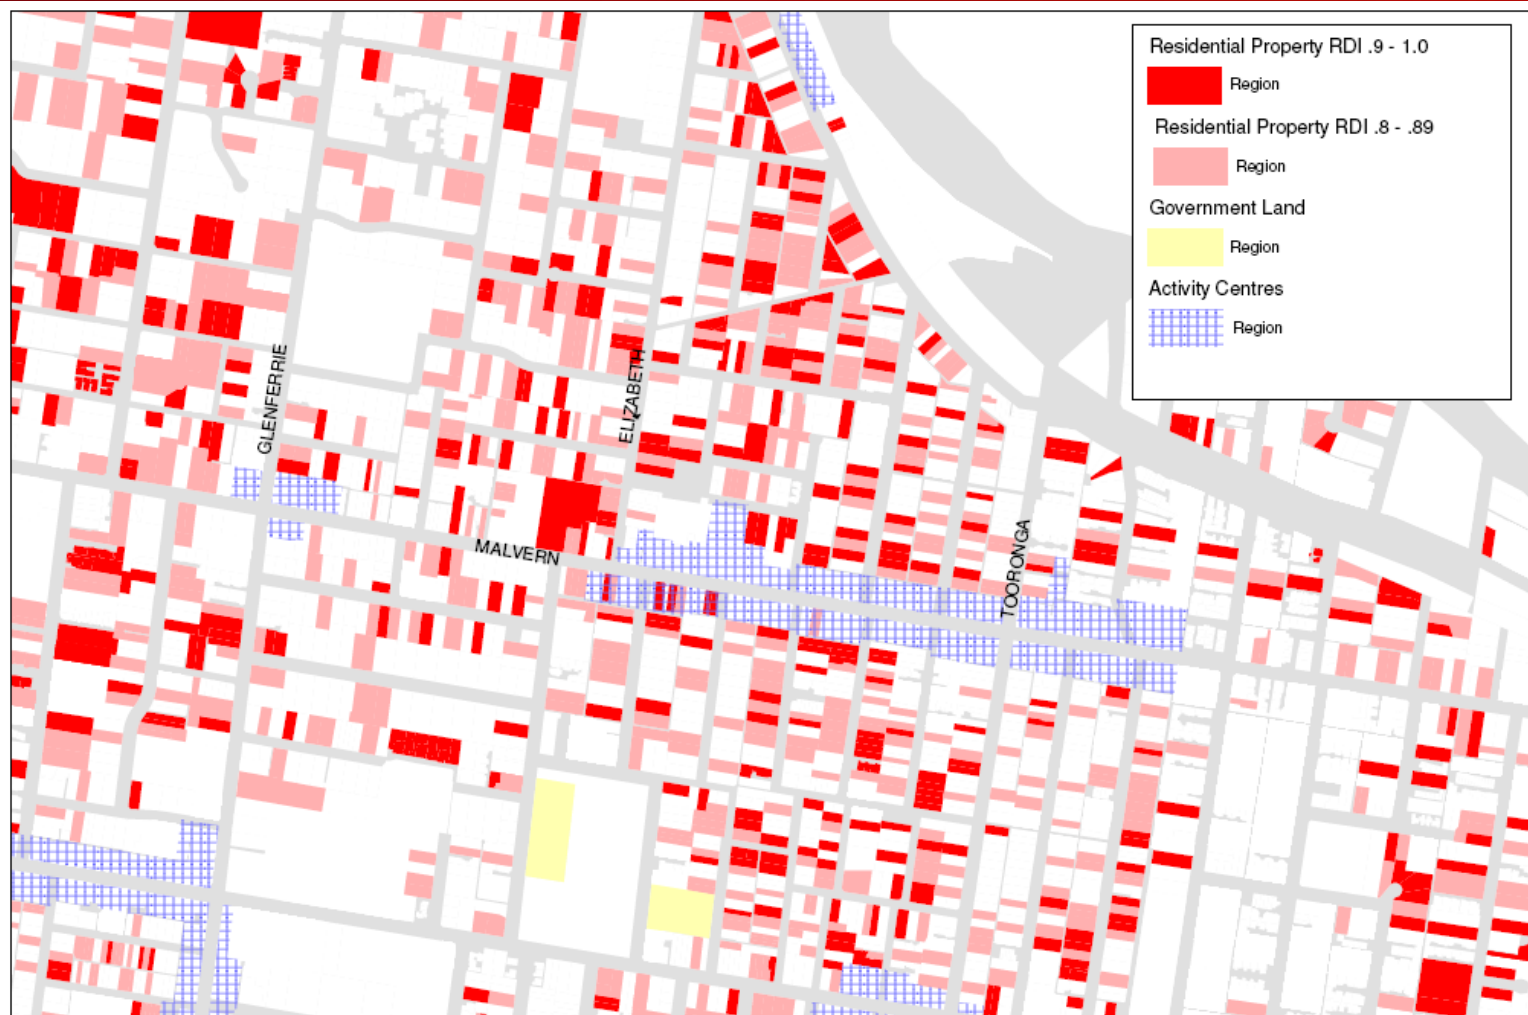 Residential Property RDI .9 - 1.0
Region
Residential Property RDI .8 - .89
Region
Government Land
Region
Activity Centres
Region
GLENFERRIE
ELIZABETH
MALVERN
TOORONGA